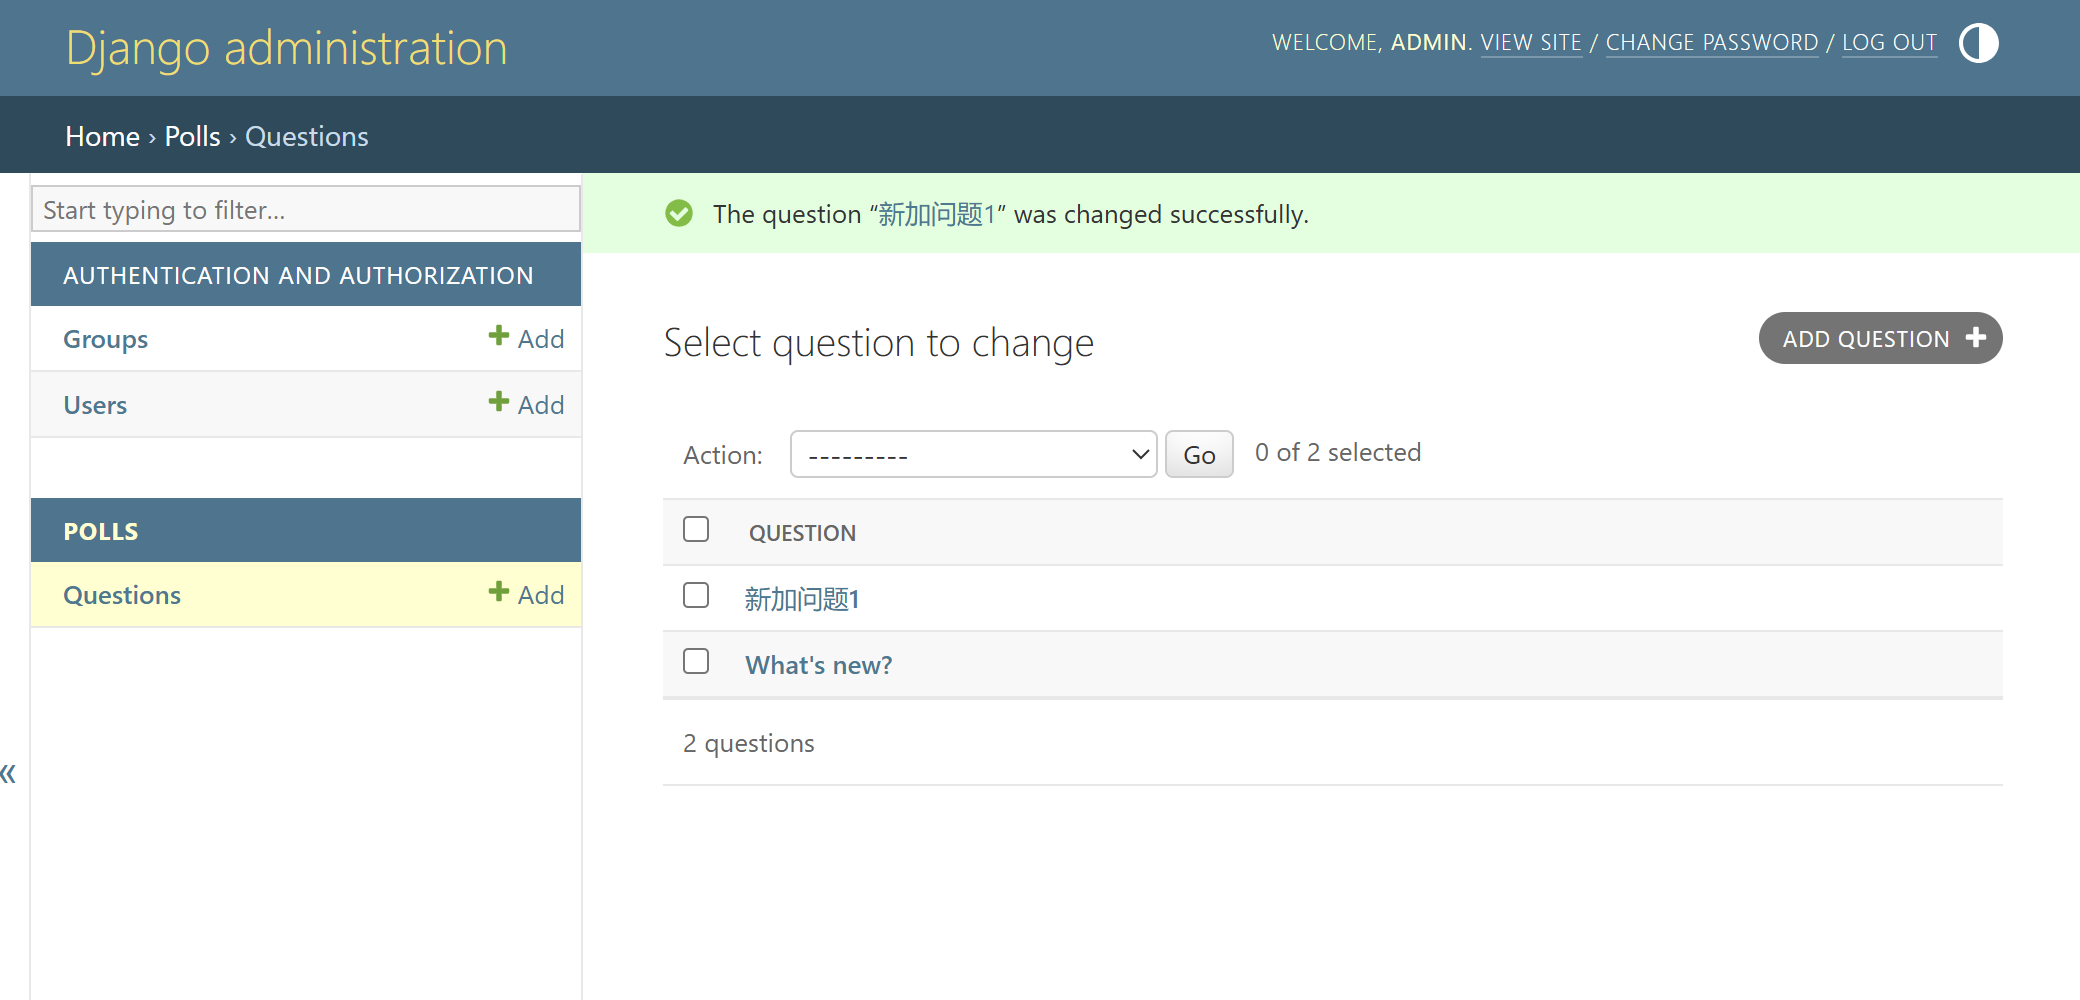 Django administration
WELCOME, ADMIN. VIEW SITE / CHANGE PASSWORD / LOG OUT
Home › Polls › Questions
Start typing to filter...
AUTHENTICATION AND AUTHORIZATION
Groups
Add
Users
Add
POLLS
Questions
Add
«
The question “新加问题1” was changed successfully.
Select question to change
ADD QUESTION
Action: --------- Go 0 of 2 selected
QUESTION
新加问题1
What's new?
2 questions